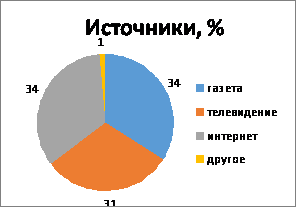 Источники, %
1
34
34
31
газета
телевидение
интернет
другое